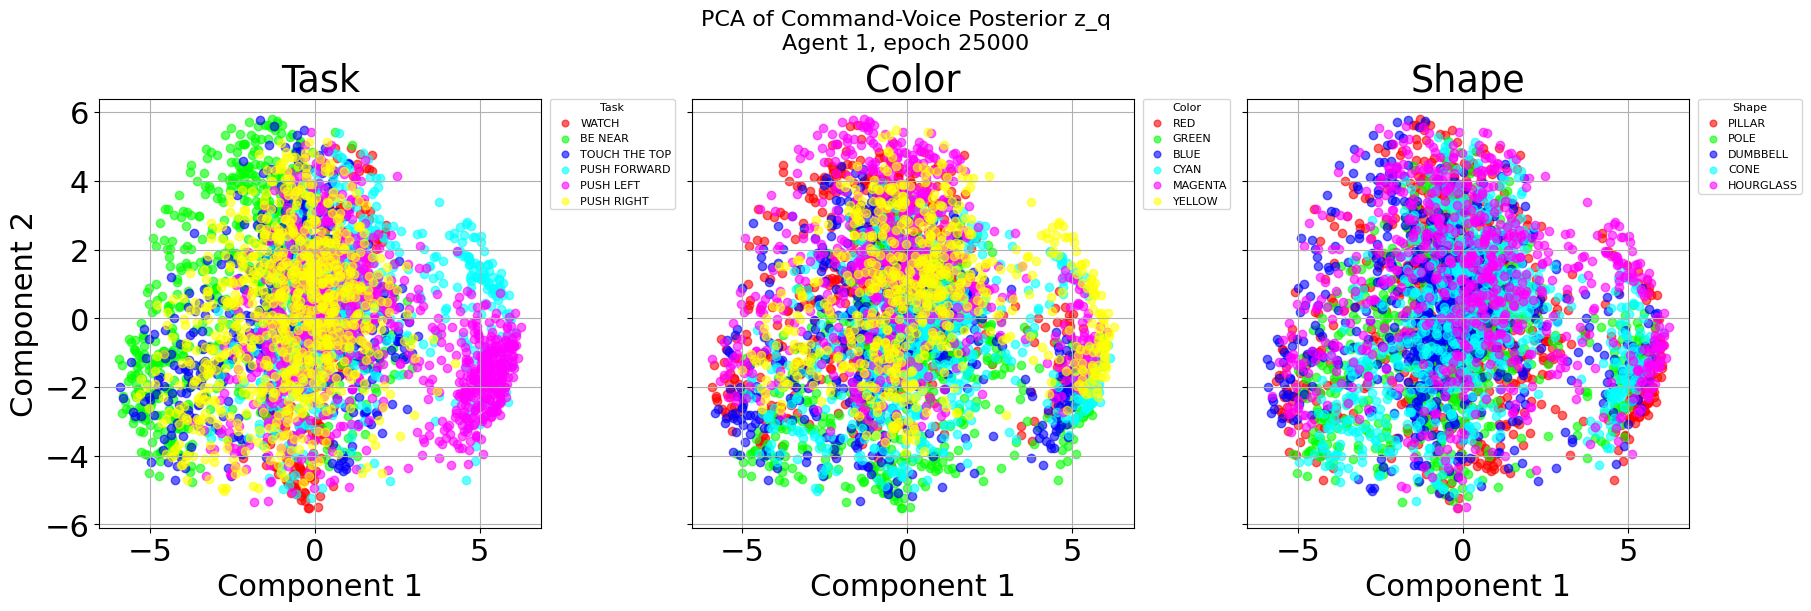 PCA of Command-Voice Posterior z_q
Agent 1, epoch 25000
Task
Component 2
6
4
2
0
−2
−4
−6
−5
0
5
Component 1
Task
WATCH
BE NEAR
TOUCH THE TOP
PUSH FORWARD
PUSH LEFT
PUSH RIGHT
Color
−5
0
5
Component 1
Color
RED
GREEN
BLUE
CYAN
MAGENTA
YELLOW
Shape
−5
0
5
Component 1
Shape
PILLAR
POLE
DUMBBELL
CONE
HOURGLASS